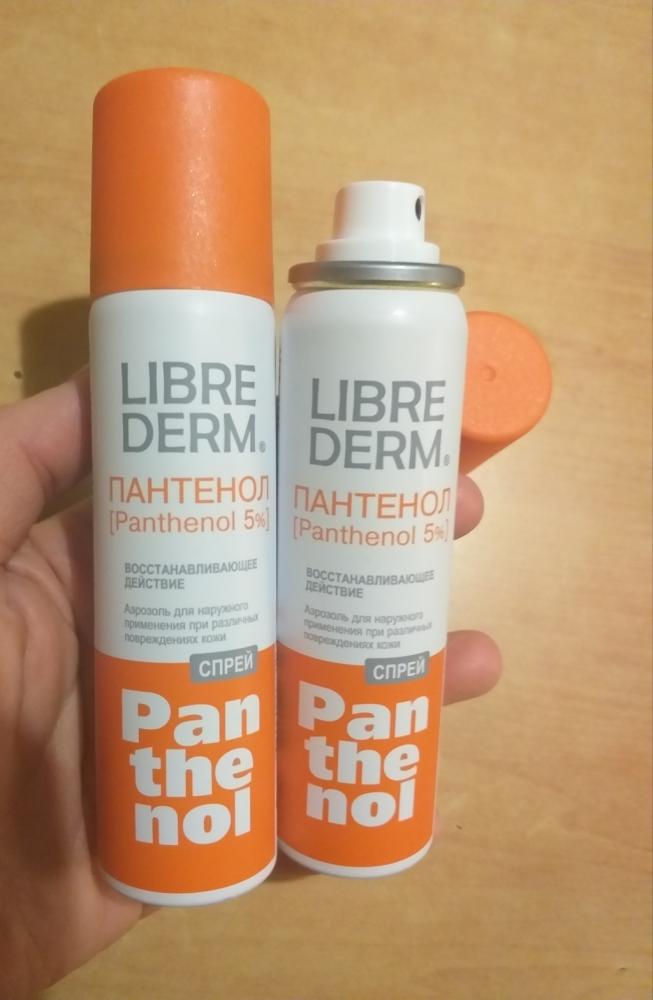 LIBRE
DERM®
ПАНТЕНОЛ
[Panthenol 5%]
ВОССТАНАВЛИВАЮЩЕЕ
ДЕЙСТВИЕ
Аэрозоль для наружного
применения при различных
повреждениях кожи
СПРЕЙ
Pan
the
nol
LIBRE
DERM®
ПАНТЕНОЛ
[Panthenol 5%]
ВОССТАНАВЛИВАЮЩЕЕ
ДЕЙСТВИЕ
Аэрозоль для наружного
применения при различных
повреждениях кожи
СПРЕЙ
Pan
the
nol